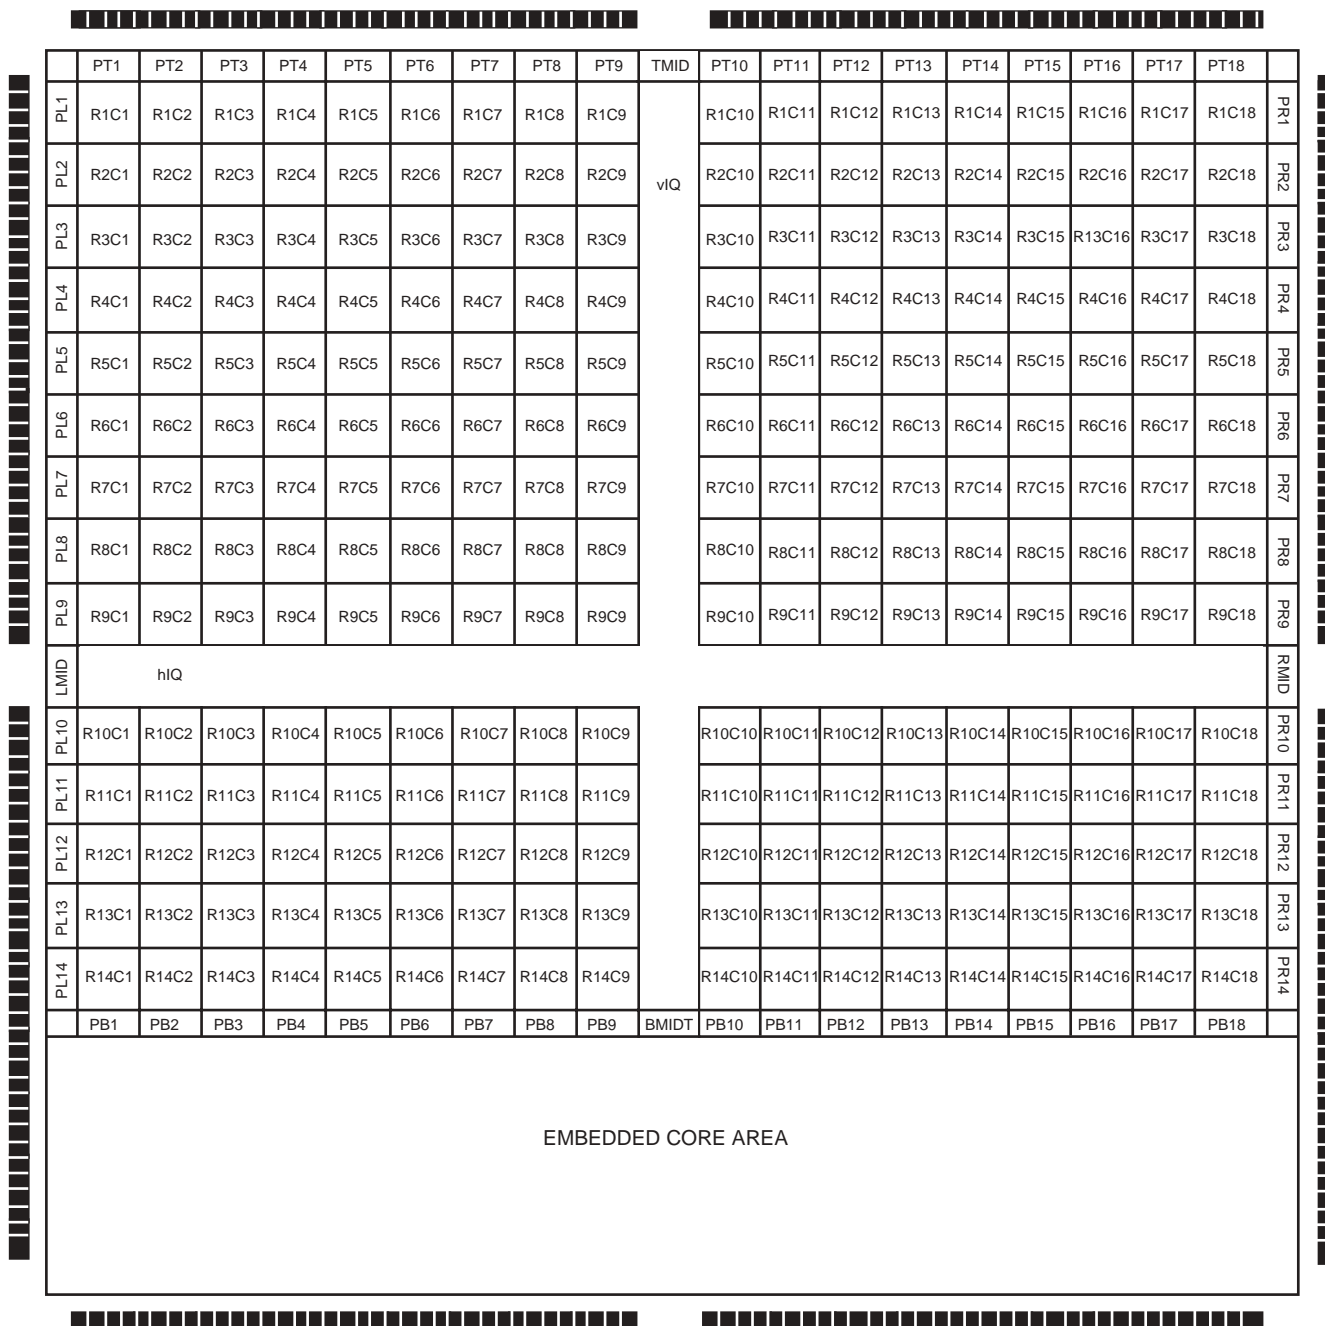 PT1 PT2 PT3 PT4 PT5 PT6 PT7 PT8 PT9 TMID PT10 PT11 PT12 PT13 PT14 PT15 PT16 PT17 PT18
PL1 R1C1 R1C2 R1C3 R1C4 R1C5 R1C6 R1C7 R1C8 R1C9 R1C10 R1C11 R1C12 R1C13 R1C14 R1C15 R1C16 R1C17 R1C18 PR1
PL2 R2C1 R2C2 R2C3 R2C4 R2C5 R2C6 R2C7 R2C8 R2C9 vIQ R2C10 R2C11 R2C12 R2C13 R2C14 R2C15 R2C16 R2C17 R2C18 PR2
PL3 R3C1 R3C2 R3C3 R3C4 R3C5 R3C6 R3C7 R3C8 R3C9 R3C10 R3C11 R3C12 R3C13 R3C14 R3C15 R13C16 R3C17 R3C18 PR3
PL4 R4C1 R4C2 R4C3 R4C4 R4C5 R4C6 R4C7 R4C8 R4C9 R4C10 R4C11 R4C12 R4C13 R4C14 R4C15 R4C16 R4C17 R4C18 PR4
PL5 R5C1 R5C2 R5C3 R5C4 R5C5 R5C6 R5C7 R5C8 R5C9 R5C10 R5C11 R5C12 R5C13 R5C14 R5C15 R5C16 R5C17 R5C18 PR5
PL6 R6C1 R6C2 R6C3 R6C4 R6C5 R6C6 R6C7 R6C8 R6C9 R6C10 R6C11 R6C12 R6C13 R6C14 R6C15 R6C16 R6C17 R6C18 PR6
PL7 R7C1 R7C2 R7C3 R7C4 R7C5 R7C6 R7C7 R7C8 R7C9 R7C10 R7C11 R7C12 R7C13 R7C14 R7C15 R7C16 R7C17 R7C18 PR7
PL8 R8C1 R8C2 R8C3 R8C4 R8C5 R8C6 R8C7 R8C8 R8C9 R8C10 R8C11 R8C12 R8C13 R8C14 R8C15 R8C16 R8C17 R8C18 PR8
PL9 R9C1 R9C2 R9C3 R9C4 R9C5 R9C6 R9C7 R9C8 R9C9 R9C10 R9C11 R9C12 R9C13 R9C14 R9C15 R9C16 R9C17 R9C18 PR9
LMID hIQ RMID
PL10 R10C1 R10C2 R10C3 R10C4 R10C5 R10C6 R10C7 R10C8 R10C9 R10C10 R10C11 R10C12 R10C13 R10C14 R10C15 R10C16 R10C17 R10C18 PR10
PL11 R11C1 R11C2 R11C3 R11C4 R11C5 R11C6 R11C7 R11C8 R11C9 R11C10 R11C11 R11C12 R11C13 R11C14 R11C15 R11C16 R11C17 R11C18 PR11
PL12 R12C1 R12C2 R12C3 R12C4 R12C5 R12C6 R12C7 R12C8 R12C9 R12C10 R12C11 R12C12 R12C13 R12C14 R12C15 R12C16 R12C17 R12C18 PR12
PL13 R13C1 R13C2 R13C3 R13C4 R13C5 R13C6 R13C7 R13C8 R13C9 R13C10 R13C11 R13C12 R13C13 R13C14 R13C15 R13C16 R13C17 R13C18 PR13
PL14 R14C1 R14C2 R14C3 R14C4 R14C5 R14C6 R14C7 R14C8 R14C9 R14C10 R14C11 R14C12 R14C13 R14C14 R14C15 R14C16 R14C17 R14C18 PR14
PB1 PB2 PB3 PB4 PB5 PB6 PB7 PB8 PB9 BMIDT PB10 PB11 PB12 PB13 PB14 PB15 PB16 PB17 PB18
EMBEDDED CORE AREA